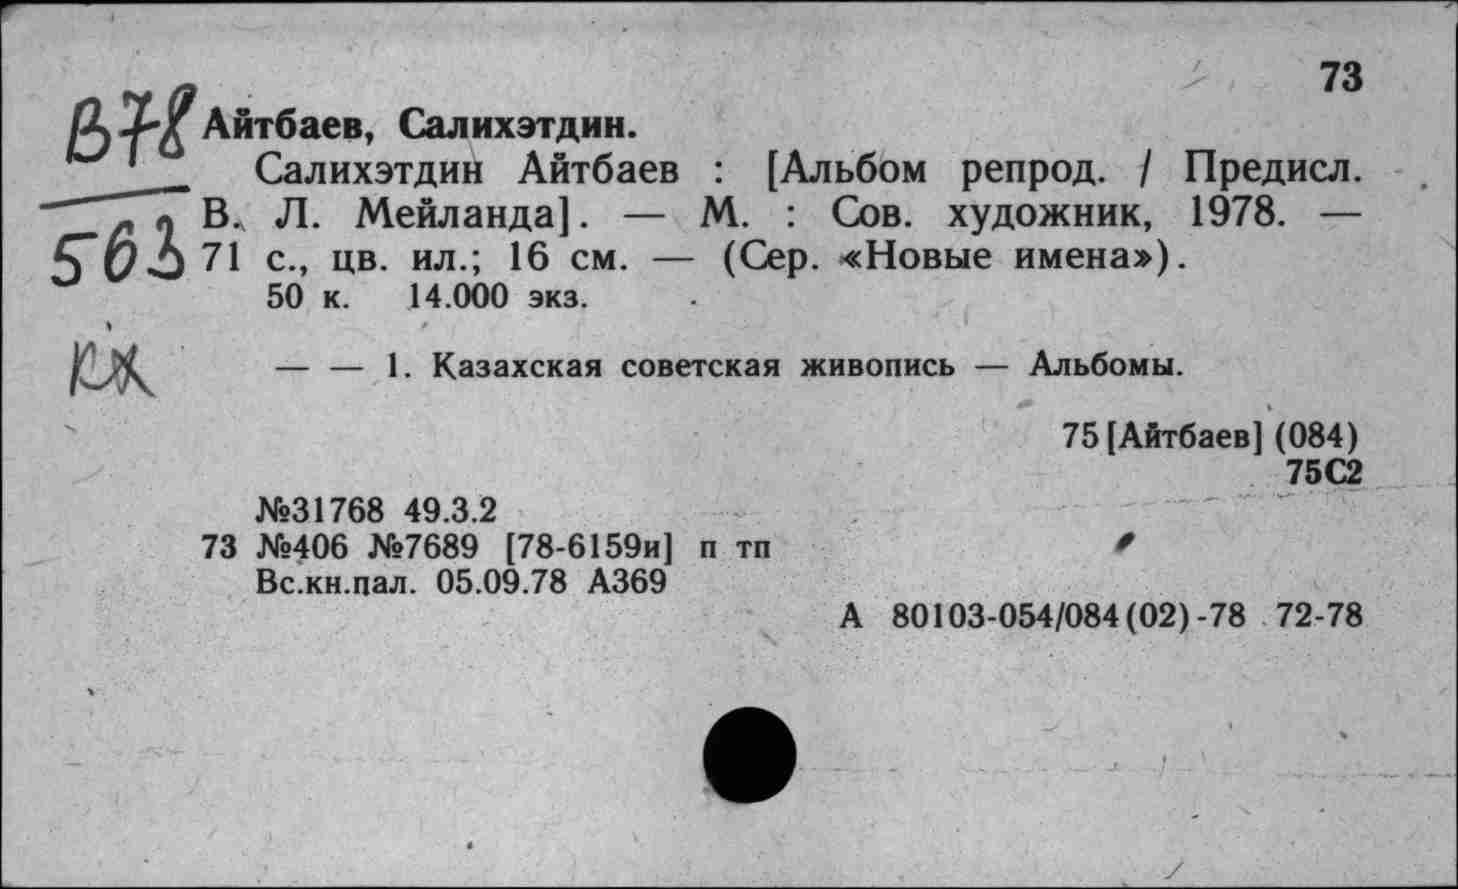 73
В78
563
КХ
Айтбаев, Салихэтдин.
Салихэтдин Айтбаев : [Альбом репрод. / Предисл.
В. Л. Мейланда]. — М. : Сов. художник, 1978. —
71 с., цв. ил.; 16 см. — (Сер. «Новые имена»).
50 к. 14.000 экз.
— — 1. Казахская советская живопись — Альбомы.
75 [Айтбаев] (084)
75С2
№31768 49.3.2
73 №406 №7689 [78-6159и] п тп
Вс.кн.пал. 05.09.78 А369
А 80103-054/084(02)-78 72-78